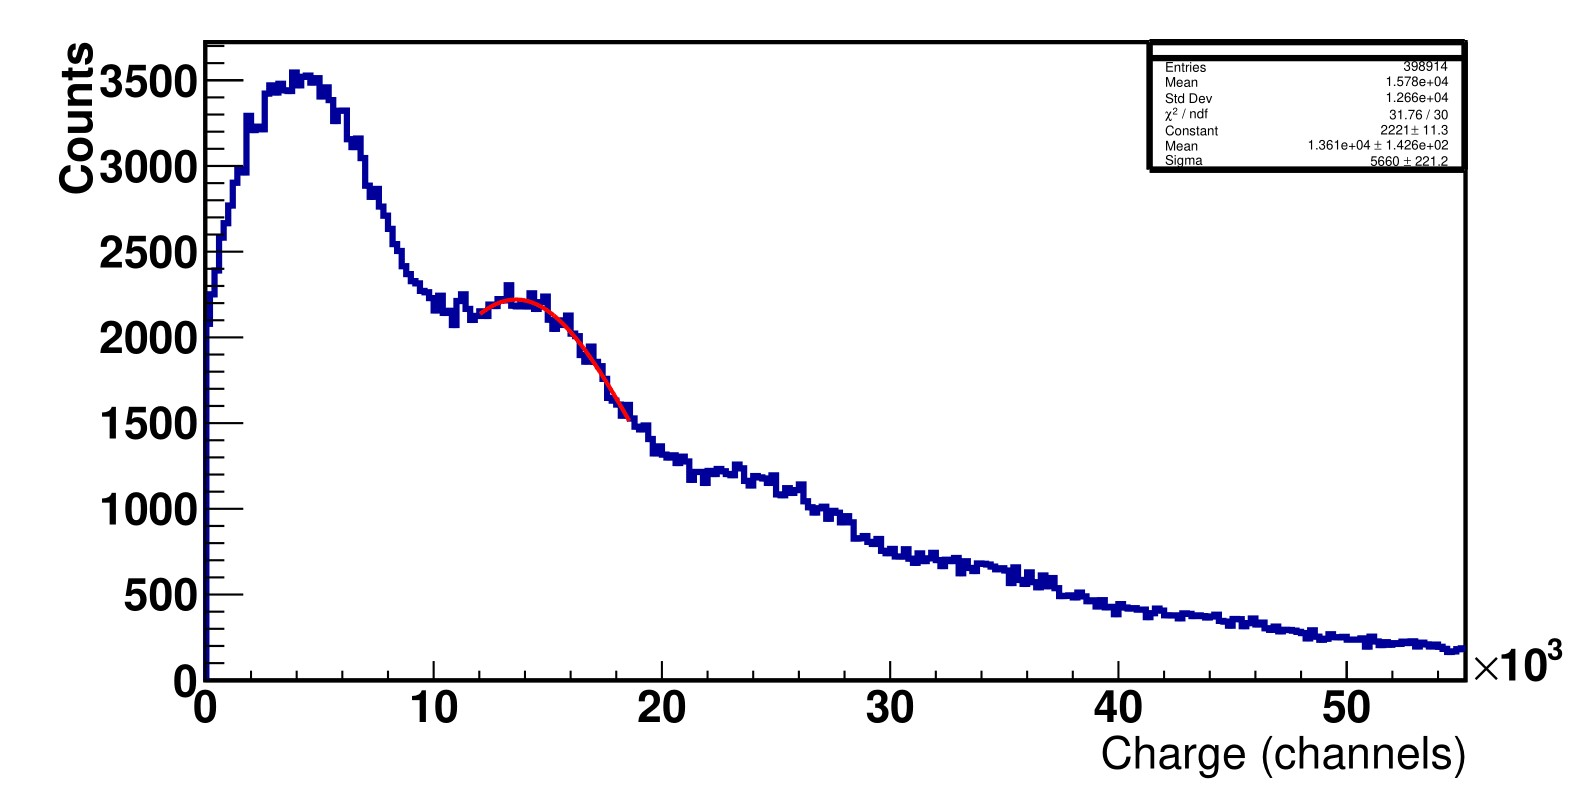 Counts
3500
3000
2500
2000
1500
1000
500
0
Entries 398914
Mean 1.578e+04
Std Dev 1.266e+04
χ² / ndf 31.76 / 30
Constant 2221± 11.3
Mean 1.361e+04 ± 1.426e+02
Sigma 5660 ± 221.2
0 10 20 30 40 50
×10³
Charge (channels)